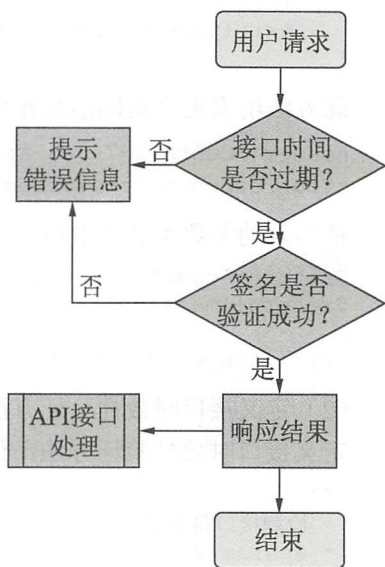 用户请求
接口时间
是否过期？
否
提示
错误信息
是
签名是否
验证成功？
否
是
API接口
处理
响应结果
结束